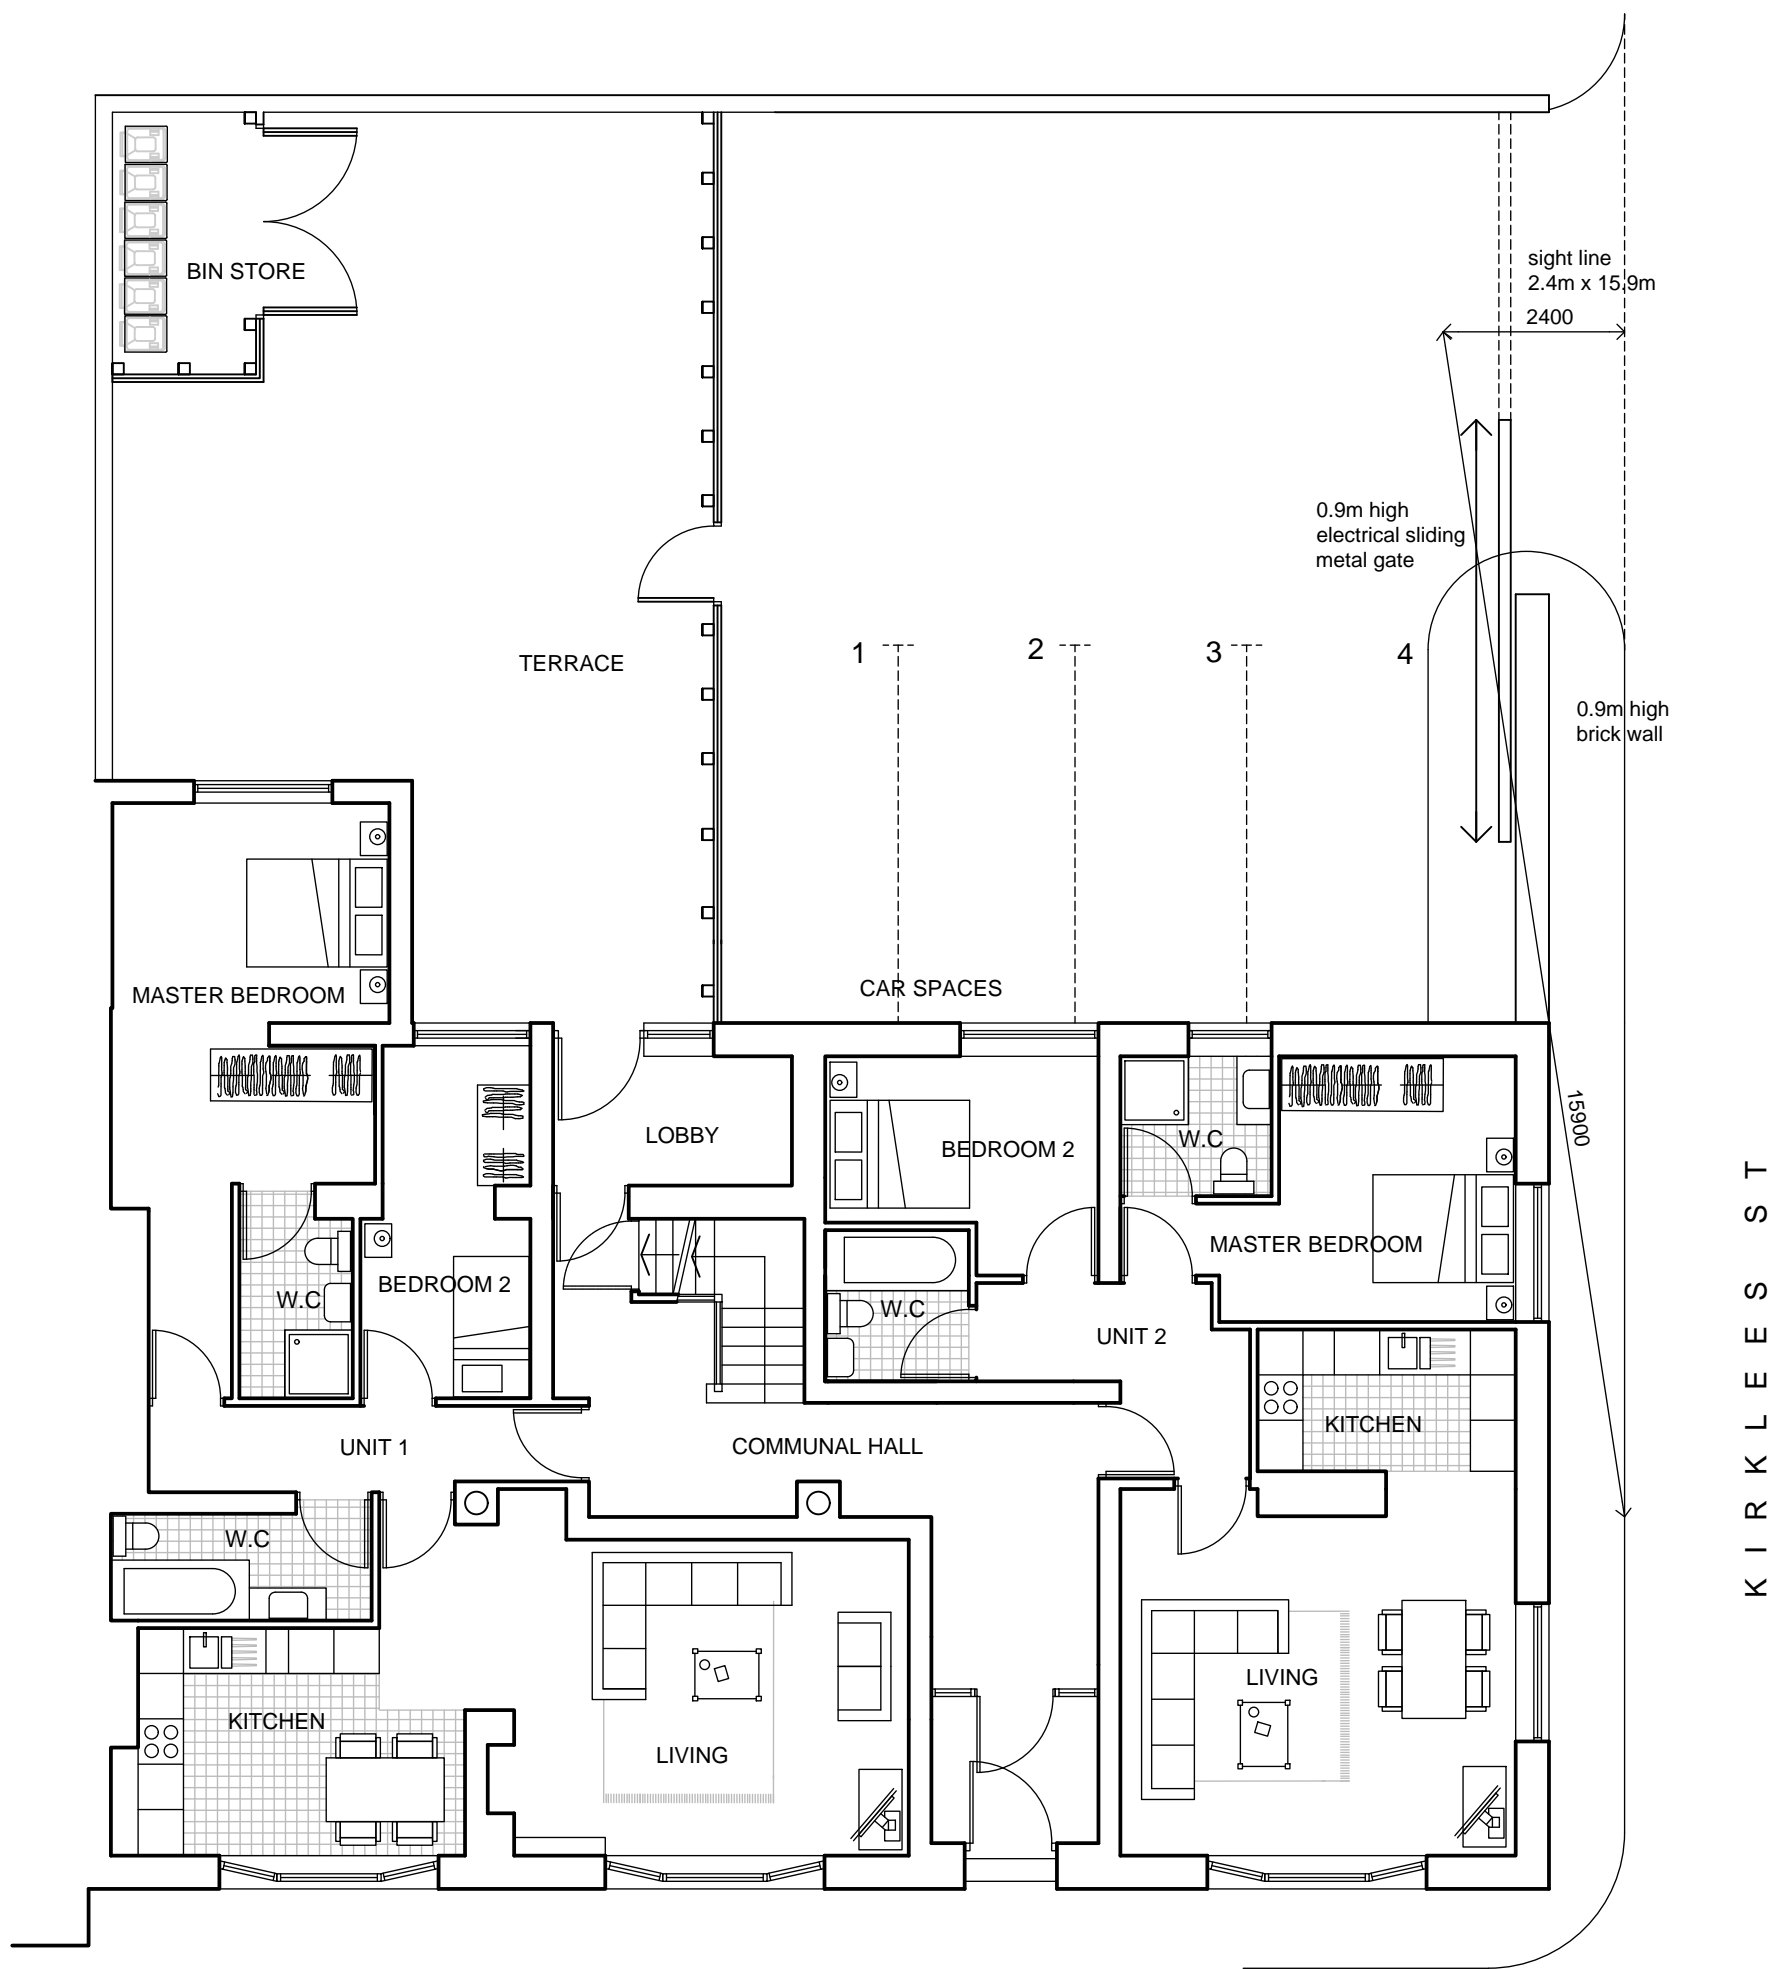 BIN STORE
sight line
2.4m x 15.9m
2400
0.9m high
electrical sliding
metal gate
TERRACE
1
2
3
4
0.9m high
brick wall
MASTER BEDROOM
CAR SPACES
LOBBY
BEDROOM 2
W.C
15900
MASTER BEDROOM
BEDROOM 2
W.C
W.C
UNIT 2
KITCHEN
UNIT 1
COMMUNAL HALL
W.C
KITCHEN
LIVING
LIVING
KIRKLEES ST